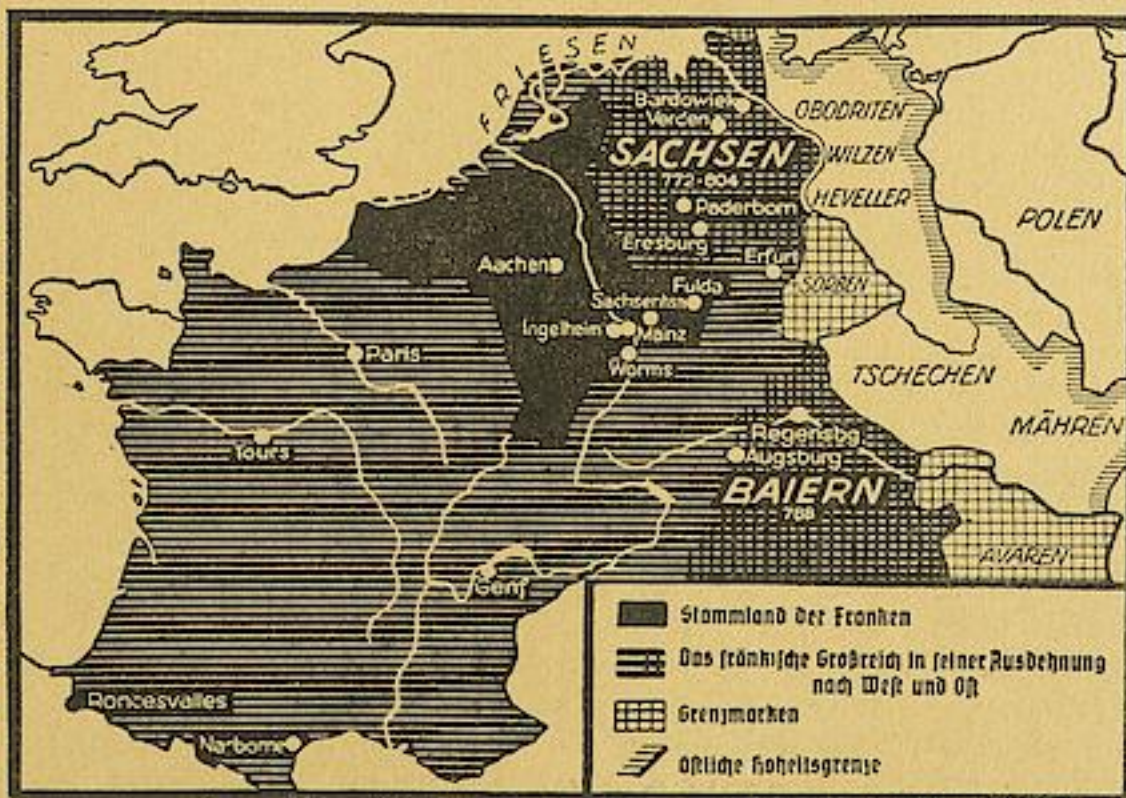 FRIESEN
Bardowiek
Verden
SACHSEN
772-804
Paderborn
Eresburg
Erfurt
OBODRITEN
WILZEN
HEVELLER
POLEN
SORBEN
Aachen
Fulda
Ingelheim
Mainz
Worms
Paris
TSCHECHEN
MÄHREN
Tours
Regensbg
Augsburg
BAIERN
788
AVAREN
Genf
Roncesvalles
Narbonne
Stammland der Franken
Das fränkische Großreich in seiner Ausdehnung
nach West und Ost
Grenzmarken
östliche Hoheitsgrenze